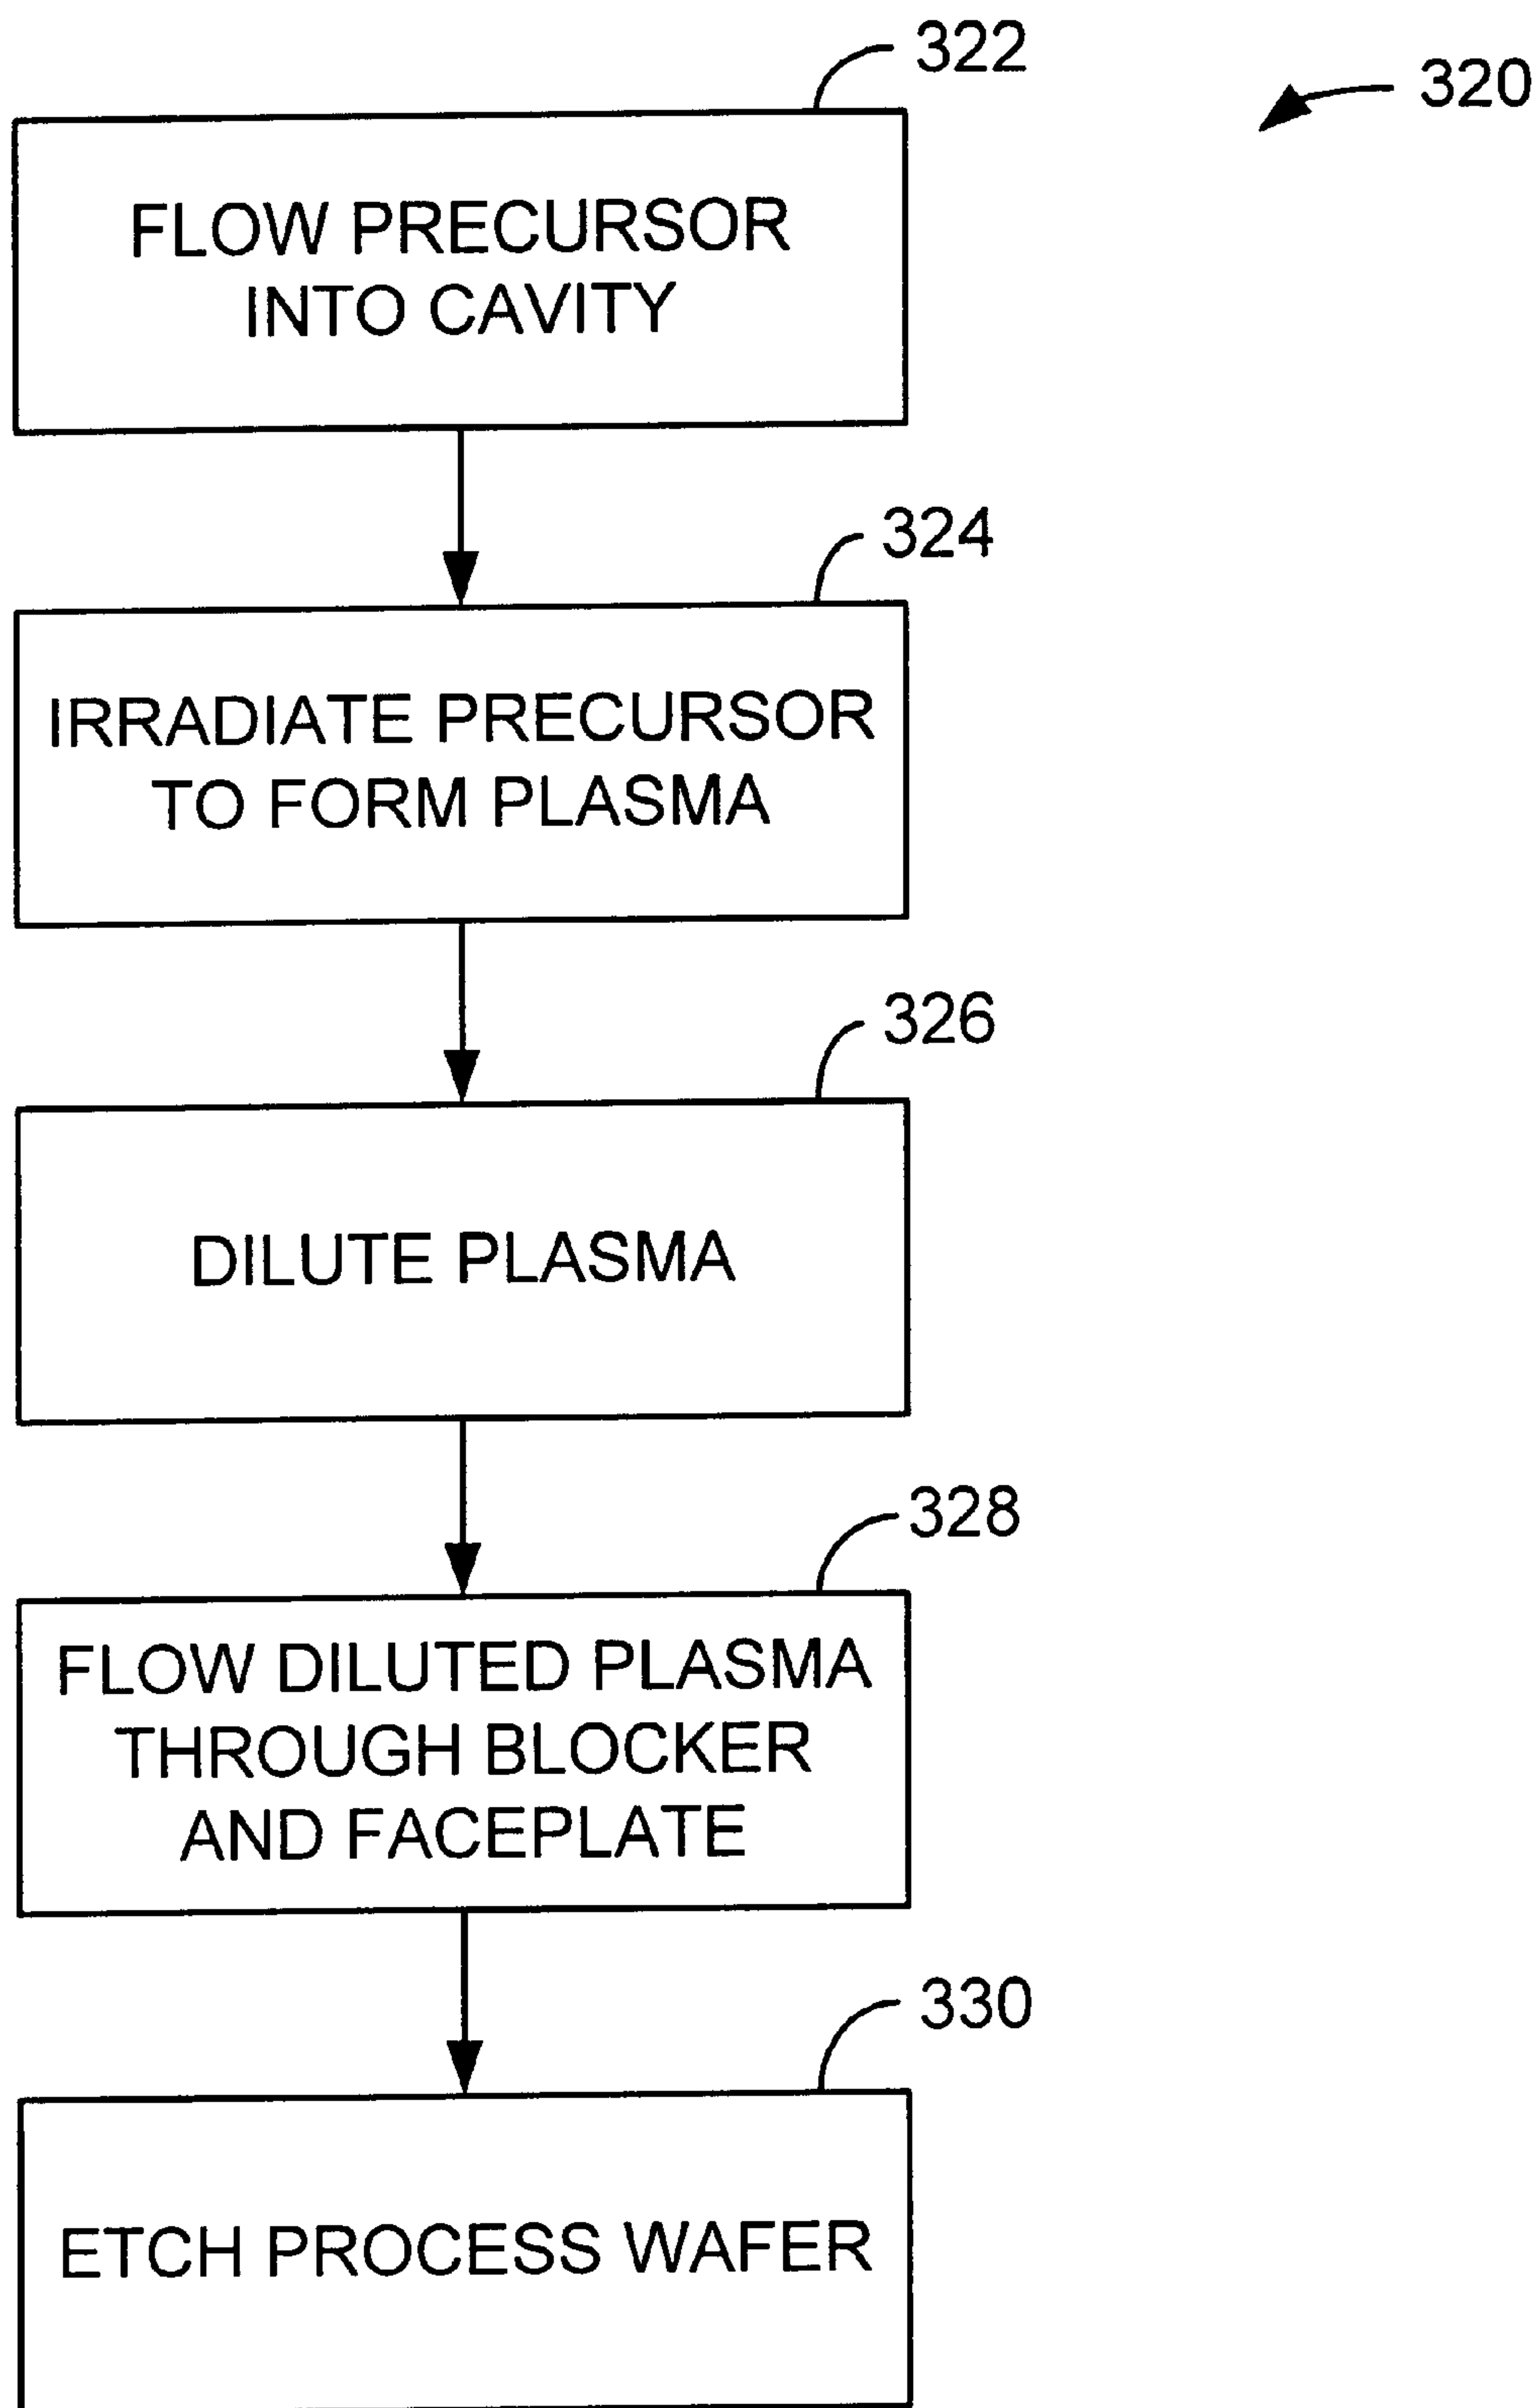 322
320
FLOW PRECURSOR
INTO CAVITY
324
IRRADIATE PRECURSOR
TO FORM PLASMA
326
DILUTE PLASMA
328
FLOW DILUTED PLASMA
THROUGH BLOCKER
AND FACEPLATE
330
ETCH PROCESS WAFER